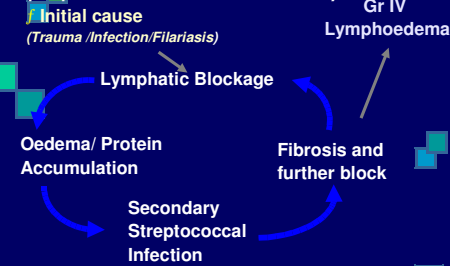 ƒ Initial cause
(Trauma /Infection/Filariasis)
Gr IV
Lymphoedema
Lymphatic Blockage
Oedema/ Protein
Accumulation
Fibrosis and
further block
Secondary
Streptococcal
Infection